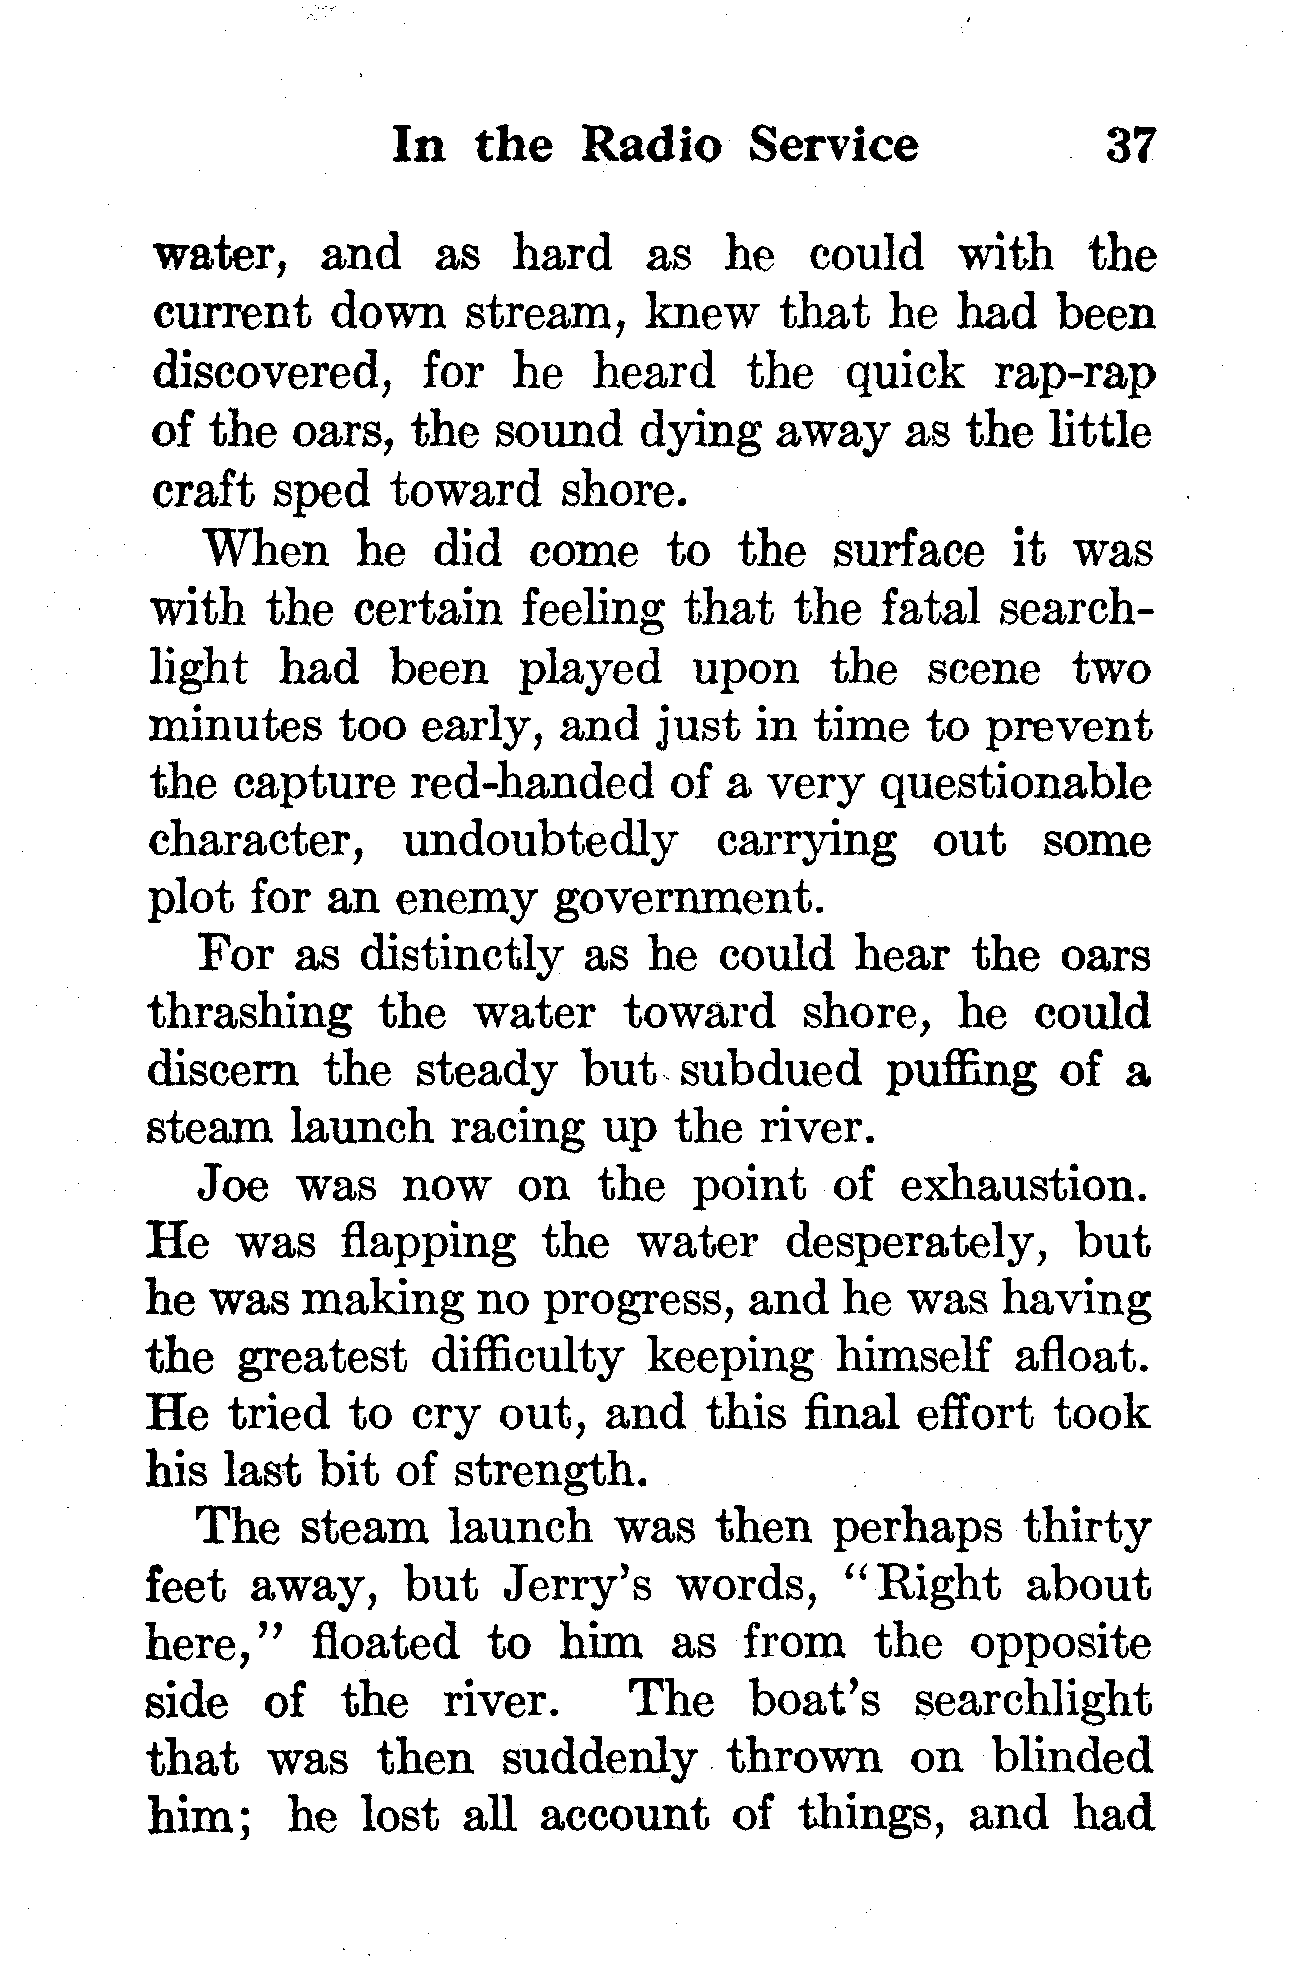 In the Radio Service 37
water, and as hard as he could with the
current down stream, knew that he had been
discovered, for he heard the quick rap-rap
of the oars, the sound dying away as the little
craft sped toward shore.
When he did come to the surface it was
with the certain feeling that the fatal search-
light had been played upon the scene two
minutes too early, and just in time to prevent
the capture red-handed of a very questionable
character, undoubtedly carrying out some
plot for an enemy government.
For as distinctly as he could hear the oars
thrashing the water toward shore, he could
discern the steady but subdued puffing of a
steam launch racing up the river.
Joe was now on the point of exhaustion.
He was flapping the water desperately, but
he was making no progress, and he was having
the greatest difficulty keeping himself afloat.
He tried to cry out, and this final effort took
his last bit of strength.
The steam launch was then perhaps thirty
feet away, but Jerry's words, "Right about
here," floated to him as from the opposite
side of the river. The boat's searchlight
that was then suddenly thrown on blinded
him; he lost all account of things, and had